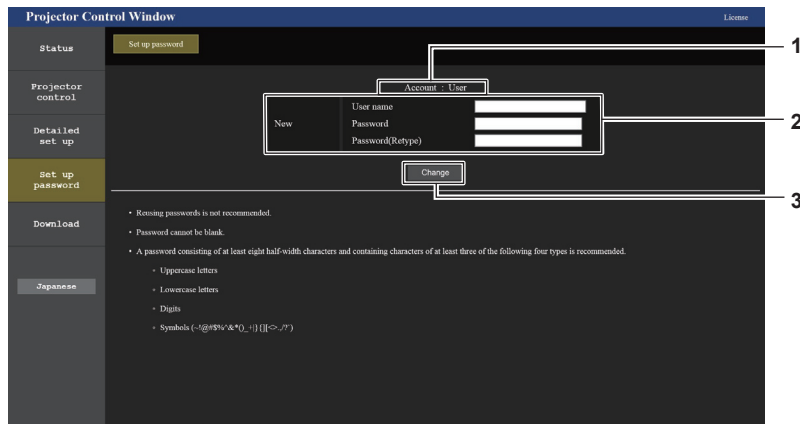 Projector Control Window
License
Status
Set up password
1
Projector
control
Account : User
User name
New
Password
2
Password(Retype)
Detailed
set up
Set up
password
Change
3
Download
• Reusing passwords is not recommended.
• Password cannot be blank.
• A password consisting of at least eight half-width characters and containing characters of at least three of the following four types is recommended.
Uppercase letters
Lowercase letters
Digits
Symbols (~!@#$%^&*()_+|}{][<>.,/?¨)
Japanese